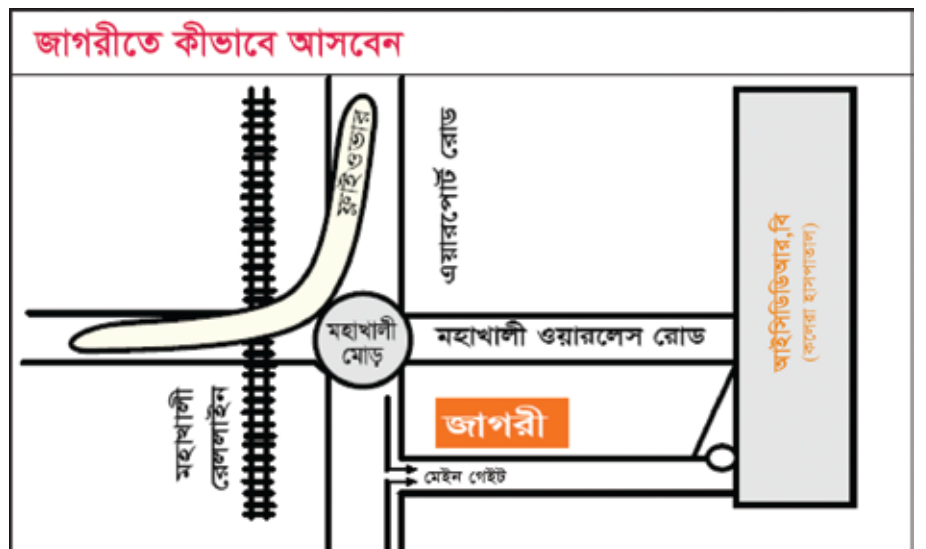 জাগরীতে কীভাবে আসবেন
ফ্লাইওভার
এয়ারপোর্ট রোড
আইসিডিডিআর,বি
(কলেরা হাসপাতাল)
মহাখালী
মোড়
মহাখালী ওয়ারলেস রোড
মহাখালী
রেললাইন
জাগরী
মেইন গেইট